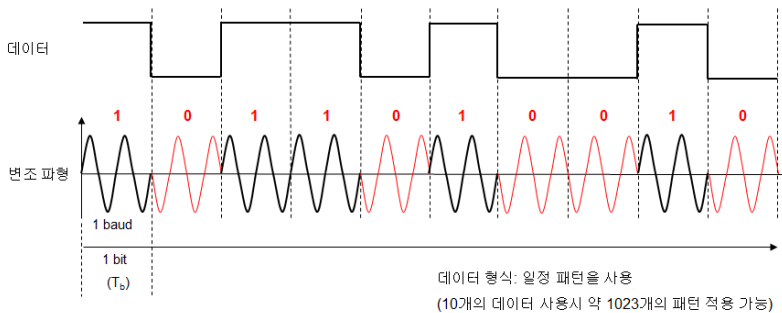 데이터
1 0 1 1 0 1 0 0 1 0
변조 파형
1 baud
1 bit
(Tb)
데이터 형식: 일정 패턴을 사용
(10개의 데이터 사용시 약 1023개의 패턴 적용 가능)